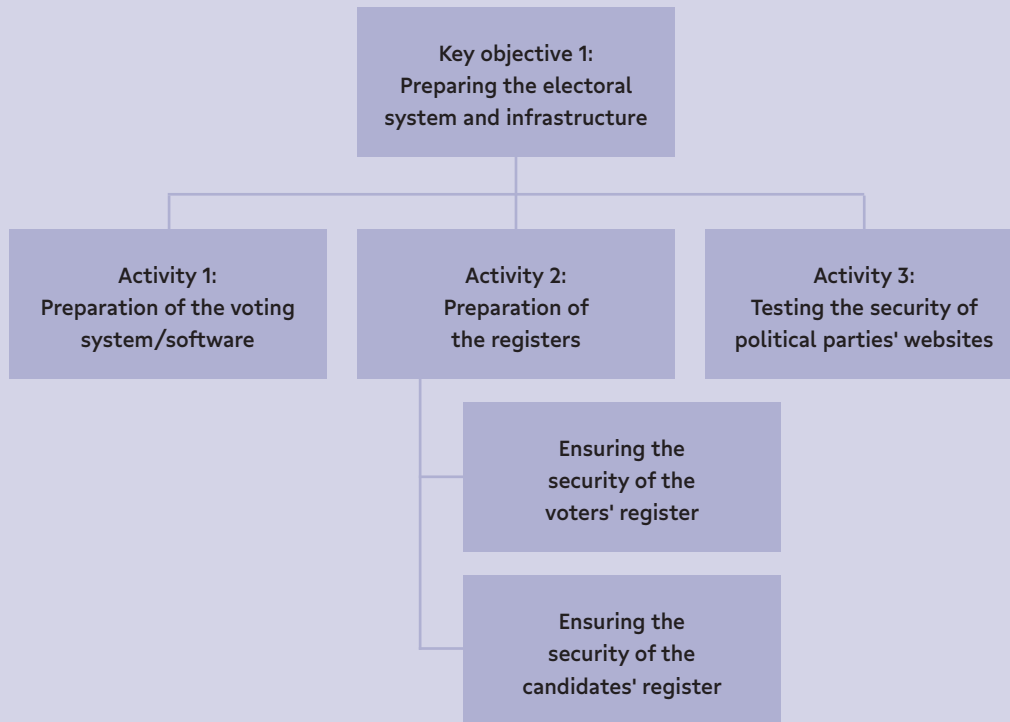 Key objective 1:
Preparing the electoral
system and infrastructure
Activity 1:
Preparation of the voting
system/software
Activity 2:
Preparation of
the registers
Activity 3:
Testing the security of
political parties' websites
Ensuring the
security of the
voters' register
Ensuring the
security of the
candidates' register